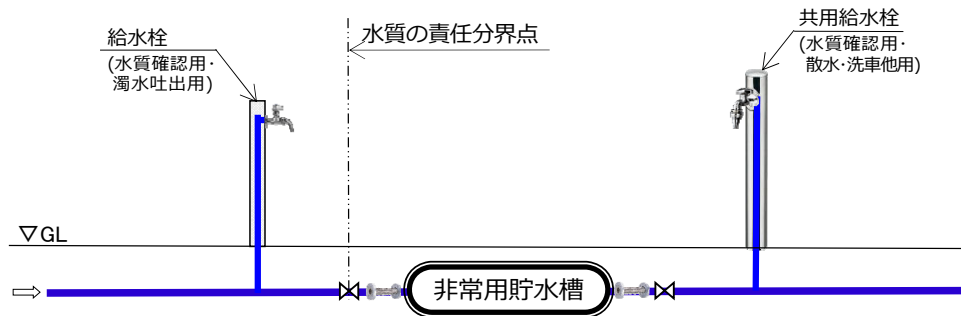 給水栓
(水質確認用・
濁水吐出用)
水質の責任分界点
共用給水栓
(水質確認用・
散水・洗車他用)
▽GL
非常用貯水槽